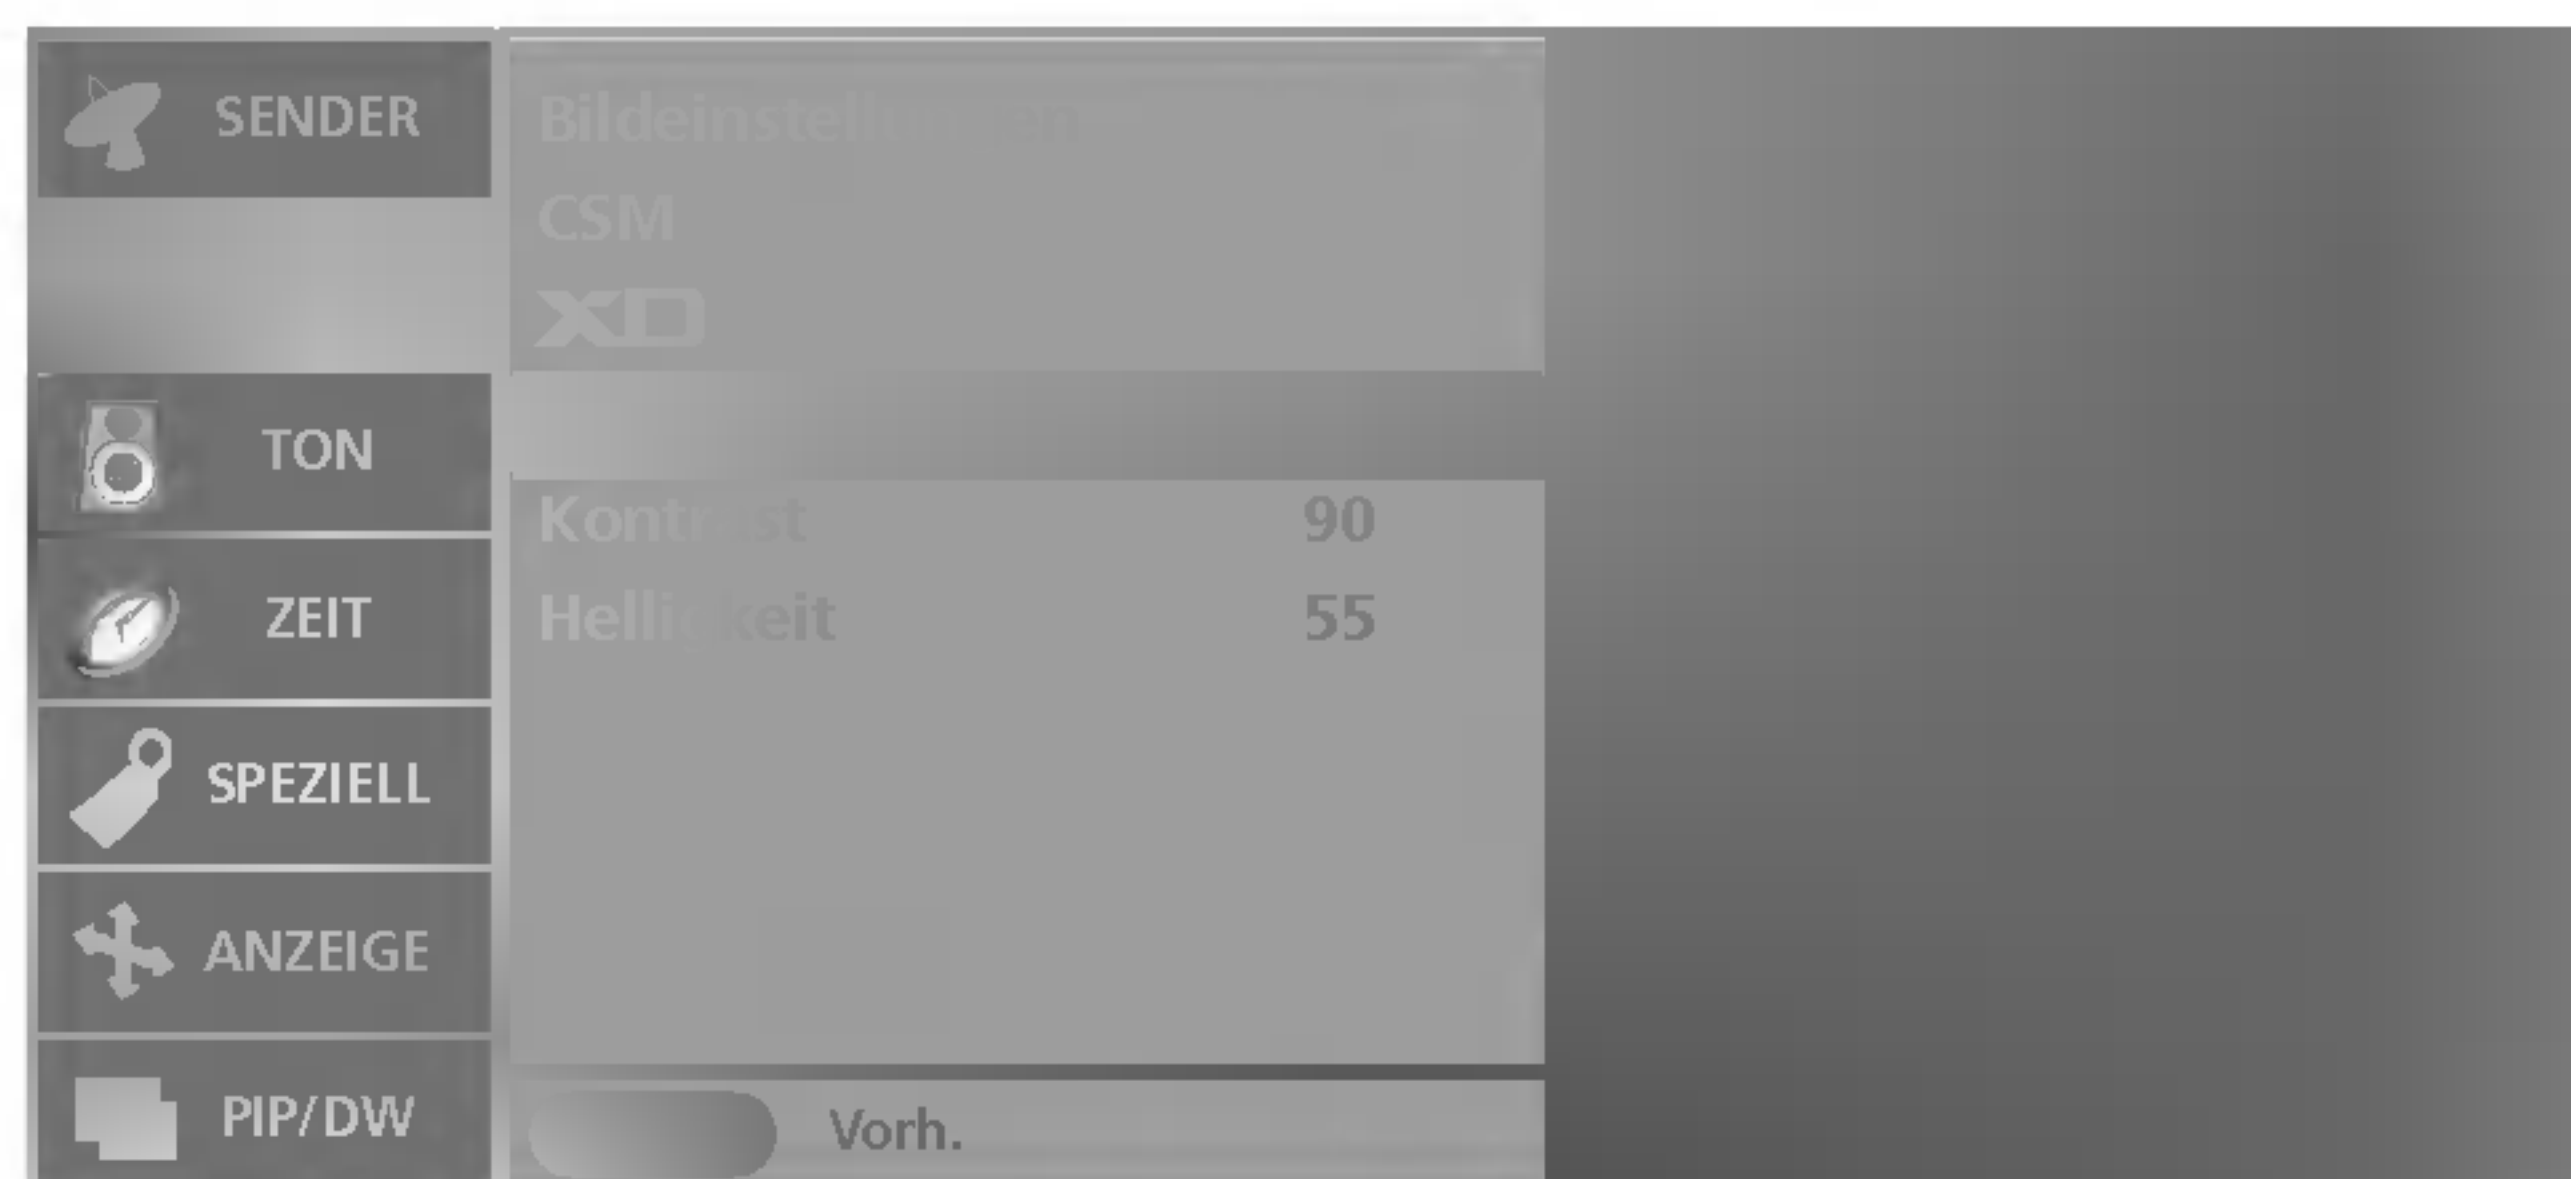 SENDER
TON
ZEIT
SPEZIELL
ANZEIGE
PIP/DW
Bildeinstellungen
CSM
XD
Kontrast 90
Helligkeit 55
Vorh.